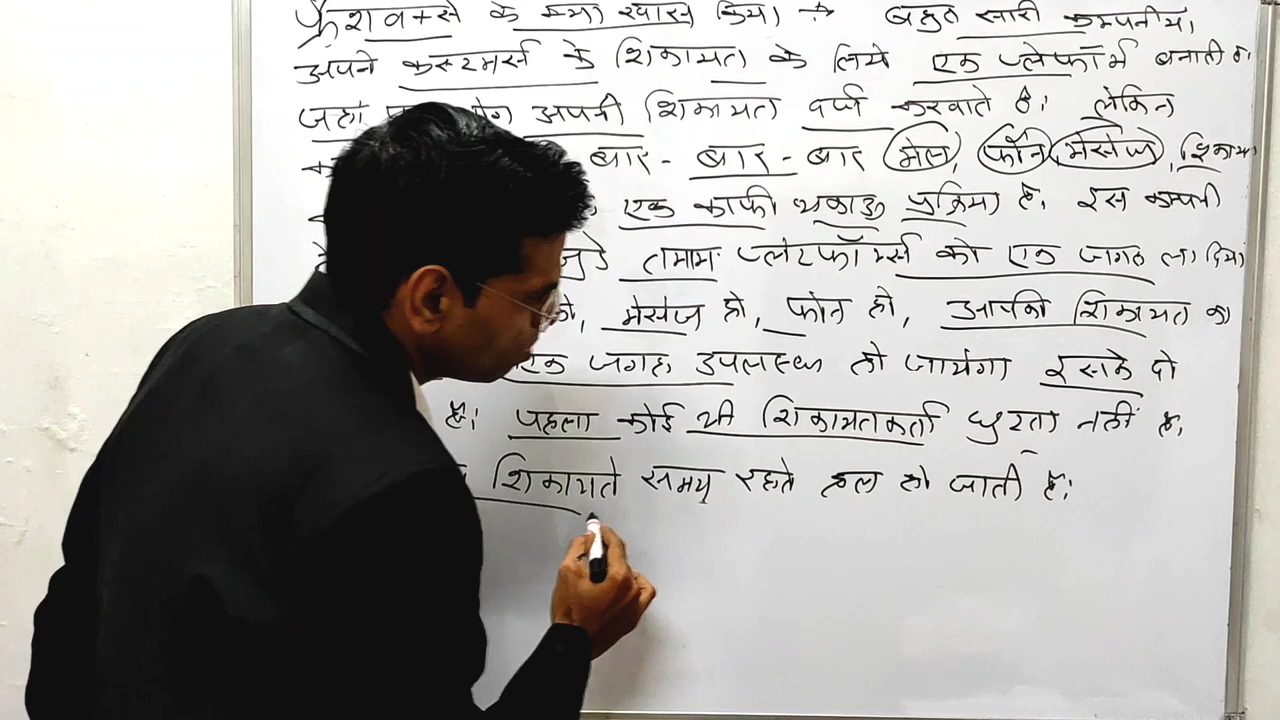 फ्रैशवर्क्स ने क्या खास किया → बहुत सारी कम्पनीयां
अपने कस्टमर्स के शिकायत के लिये एक प्लेफॉर्म बनाती है।
जहां लोग अपनी शिकायत दर्ज करवाते है। लेकिन
बार- बार- बार मेल, फोन, मैसेज, शिकाय
एक काफी थकाऊ प्रक्रिया है। इस कम्पनी
जुडे तमाम प्लेटफॉर्म्स को एक जगह ला दिया
हो, मैसेज हो, फोन हो, आपकी शिकायत का
एक जगह उपलब्ध हो जायेगा इसके दो
है। पहला कोई भी शिकायतकर्ता छुटता नहीं है,
शिकायते समय रहते हल हो जाती है।